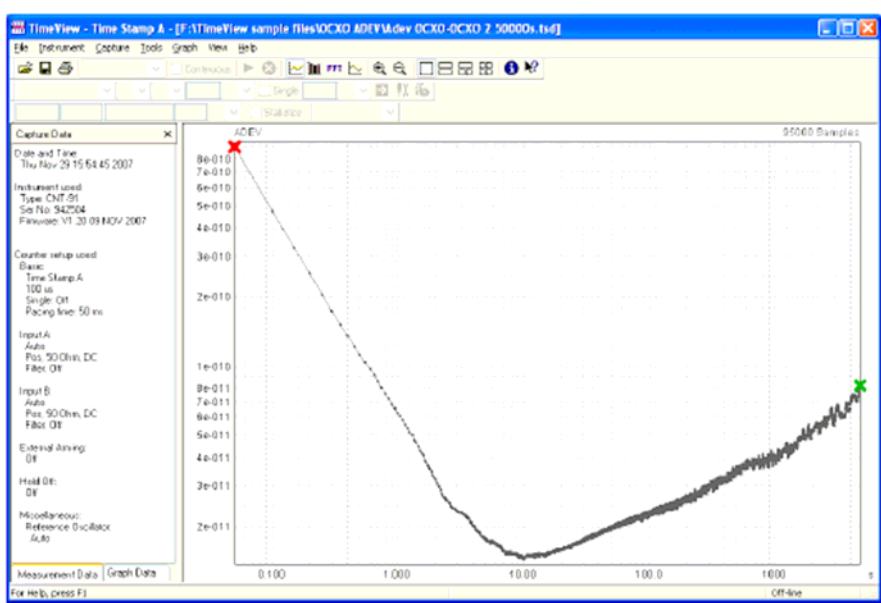 TimeView - Time Stamp A - [F:\TimeView sample files\OCXO ADEV\Adev OCXO-OCXO 2 50000s.tsd]
File Instrument Capture Tools Graph View Help
Continuous FFT
Single
Statistics
Capture Data
Date and Time
Thu Nov 29 15:54:45 2007
Instrument used
Type: CNT-91
Ser No: 942504
Firmware: V1.20 09 NOV 2007
Counter setup used
Basic:
Time Stamp A
100 us
Single: Off
Pacing time: 50 ms
Input A:
Auto
Pos, 50 Ohm, DC
Filter: Off
Input B:
Auto
Pos, 50 Ohm, DC
Filter: Off
External Arming:
Off
Hold Off:
Off
Miscellaneous:
Reference Oscillator:
Auto
Measurement Data Graph Data
ADEV
95000 Samples
8e-010
7e-010
6e-010
5e-010
4e-010
3e-010
2e-010
1e-010
8e-011
7e-011
6e-011
5e-011
4e-011
3e-011
2e-011
0.100 1.000 10.00 100.0 1000 s
For Help, press F1
Off-line